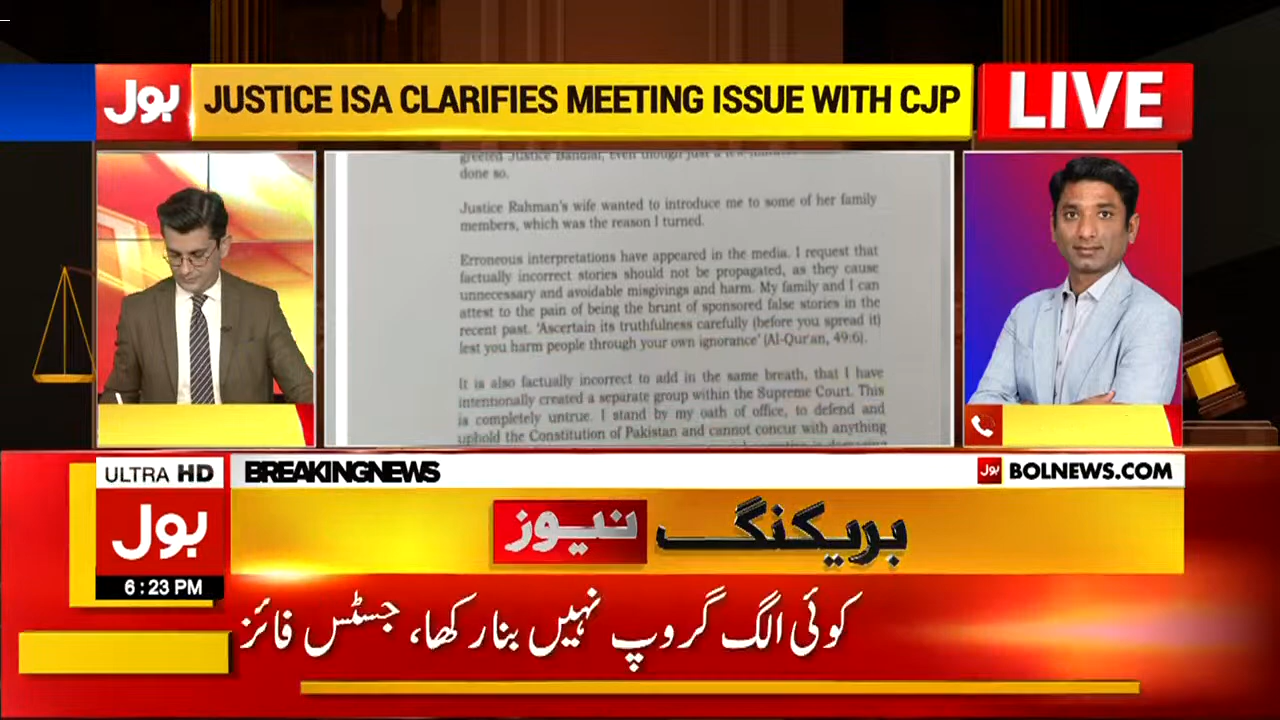 بول
JUSTICE ISA CLARIFIES MEETING ISSUE WITH CJP
LIVE
greeted Justice Bandial, even though just a few
done so.
Justice Rahman's wife wanted to introduce me to some of her family
members, which was the reason I turned.
Erroneous interpretations have appeared in the media. I request that
factually incorrect stories should not be propagated, as they cause
unnecessary and avoidable misgivings and harm. My family and I can
attest to the pain of being the brunt of sponsored false stories in the
recent past. 'Ascertain its truthfulness carefully (before you spread it)
lest you harm people through your own ignorance' (Al-Qur'an, 49:6).
It is also factually incorrect to add in the same breath, that I have
intentionally created a separate group within the Supreme Court. This
is completely untrue. I stand by my oath of office, to defend and
uphold the Constitution of Pakistan and cannot concur with anything
ULTRA HD
BREAKINGNEWS
بول
BOLNEWS.COM
بول
بریکنگ نیوز
6:23 PM
کوئی الگ گروپ نہیں بنا رکھا، جسٹس فائز